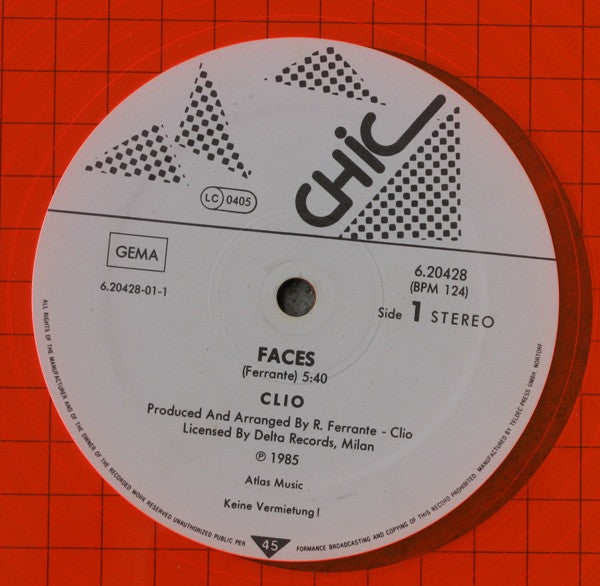 CHIC
LC 0405
GEMA
6.20428-01-1
6.20428
(BPM 124)
Side 1 STEREO
FACES
(Ferrante) 5:40
CLIO
Produced And Arranged By R. Ferrante - Clio
Licensed By Delta Records, Milan
℗ 1985
Atlas Music
Keine Vermietung!
ALL RIGHTS OF THE MANUFACTURER AND OF THE OWNER OF THE RECORDED WORK RESERVED UNAUTHORIZED PUBLIC PER 45 FORMANCE BROADCASTING AND COPYING OF THIS RECORD PROHIBITED. MANUFACTURED BY TELDEC-PRESS GMBH, NORTORF